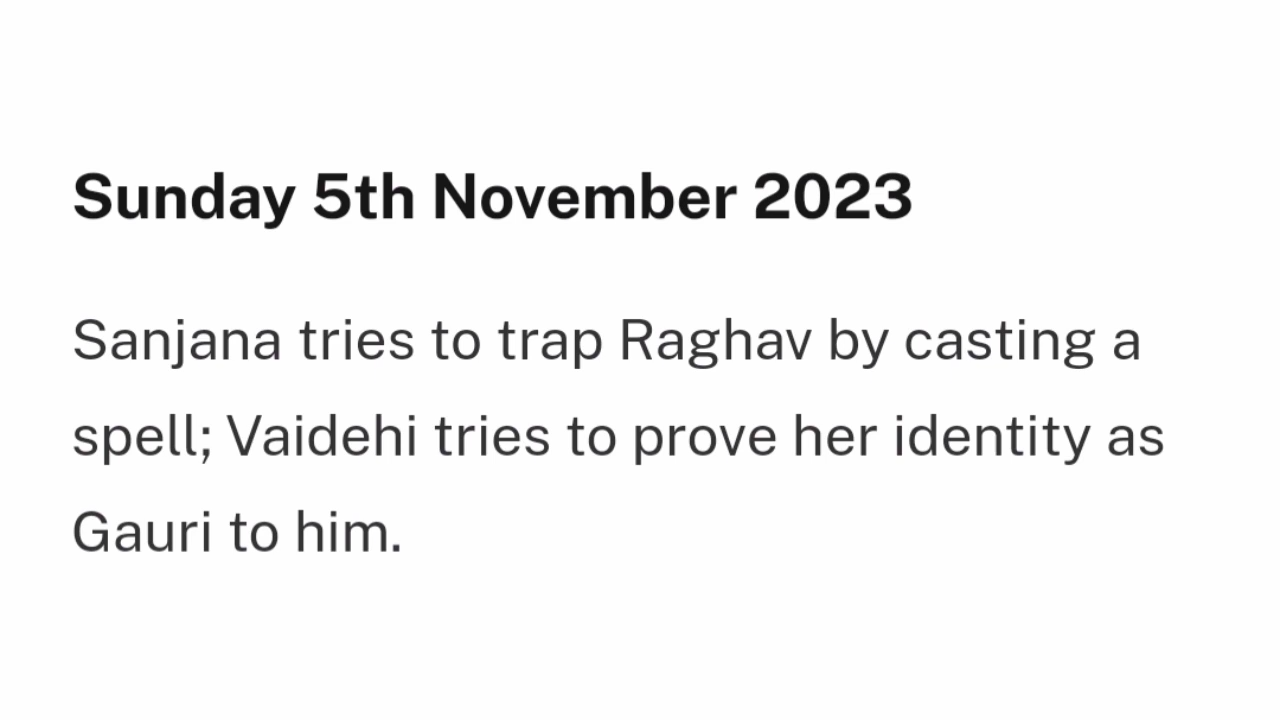 Sunday 5th November 2023
Sanjana tries to trap Raghav by casting a
spell; Vaidehi tries to prove her identity as
Gauri to him.